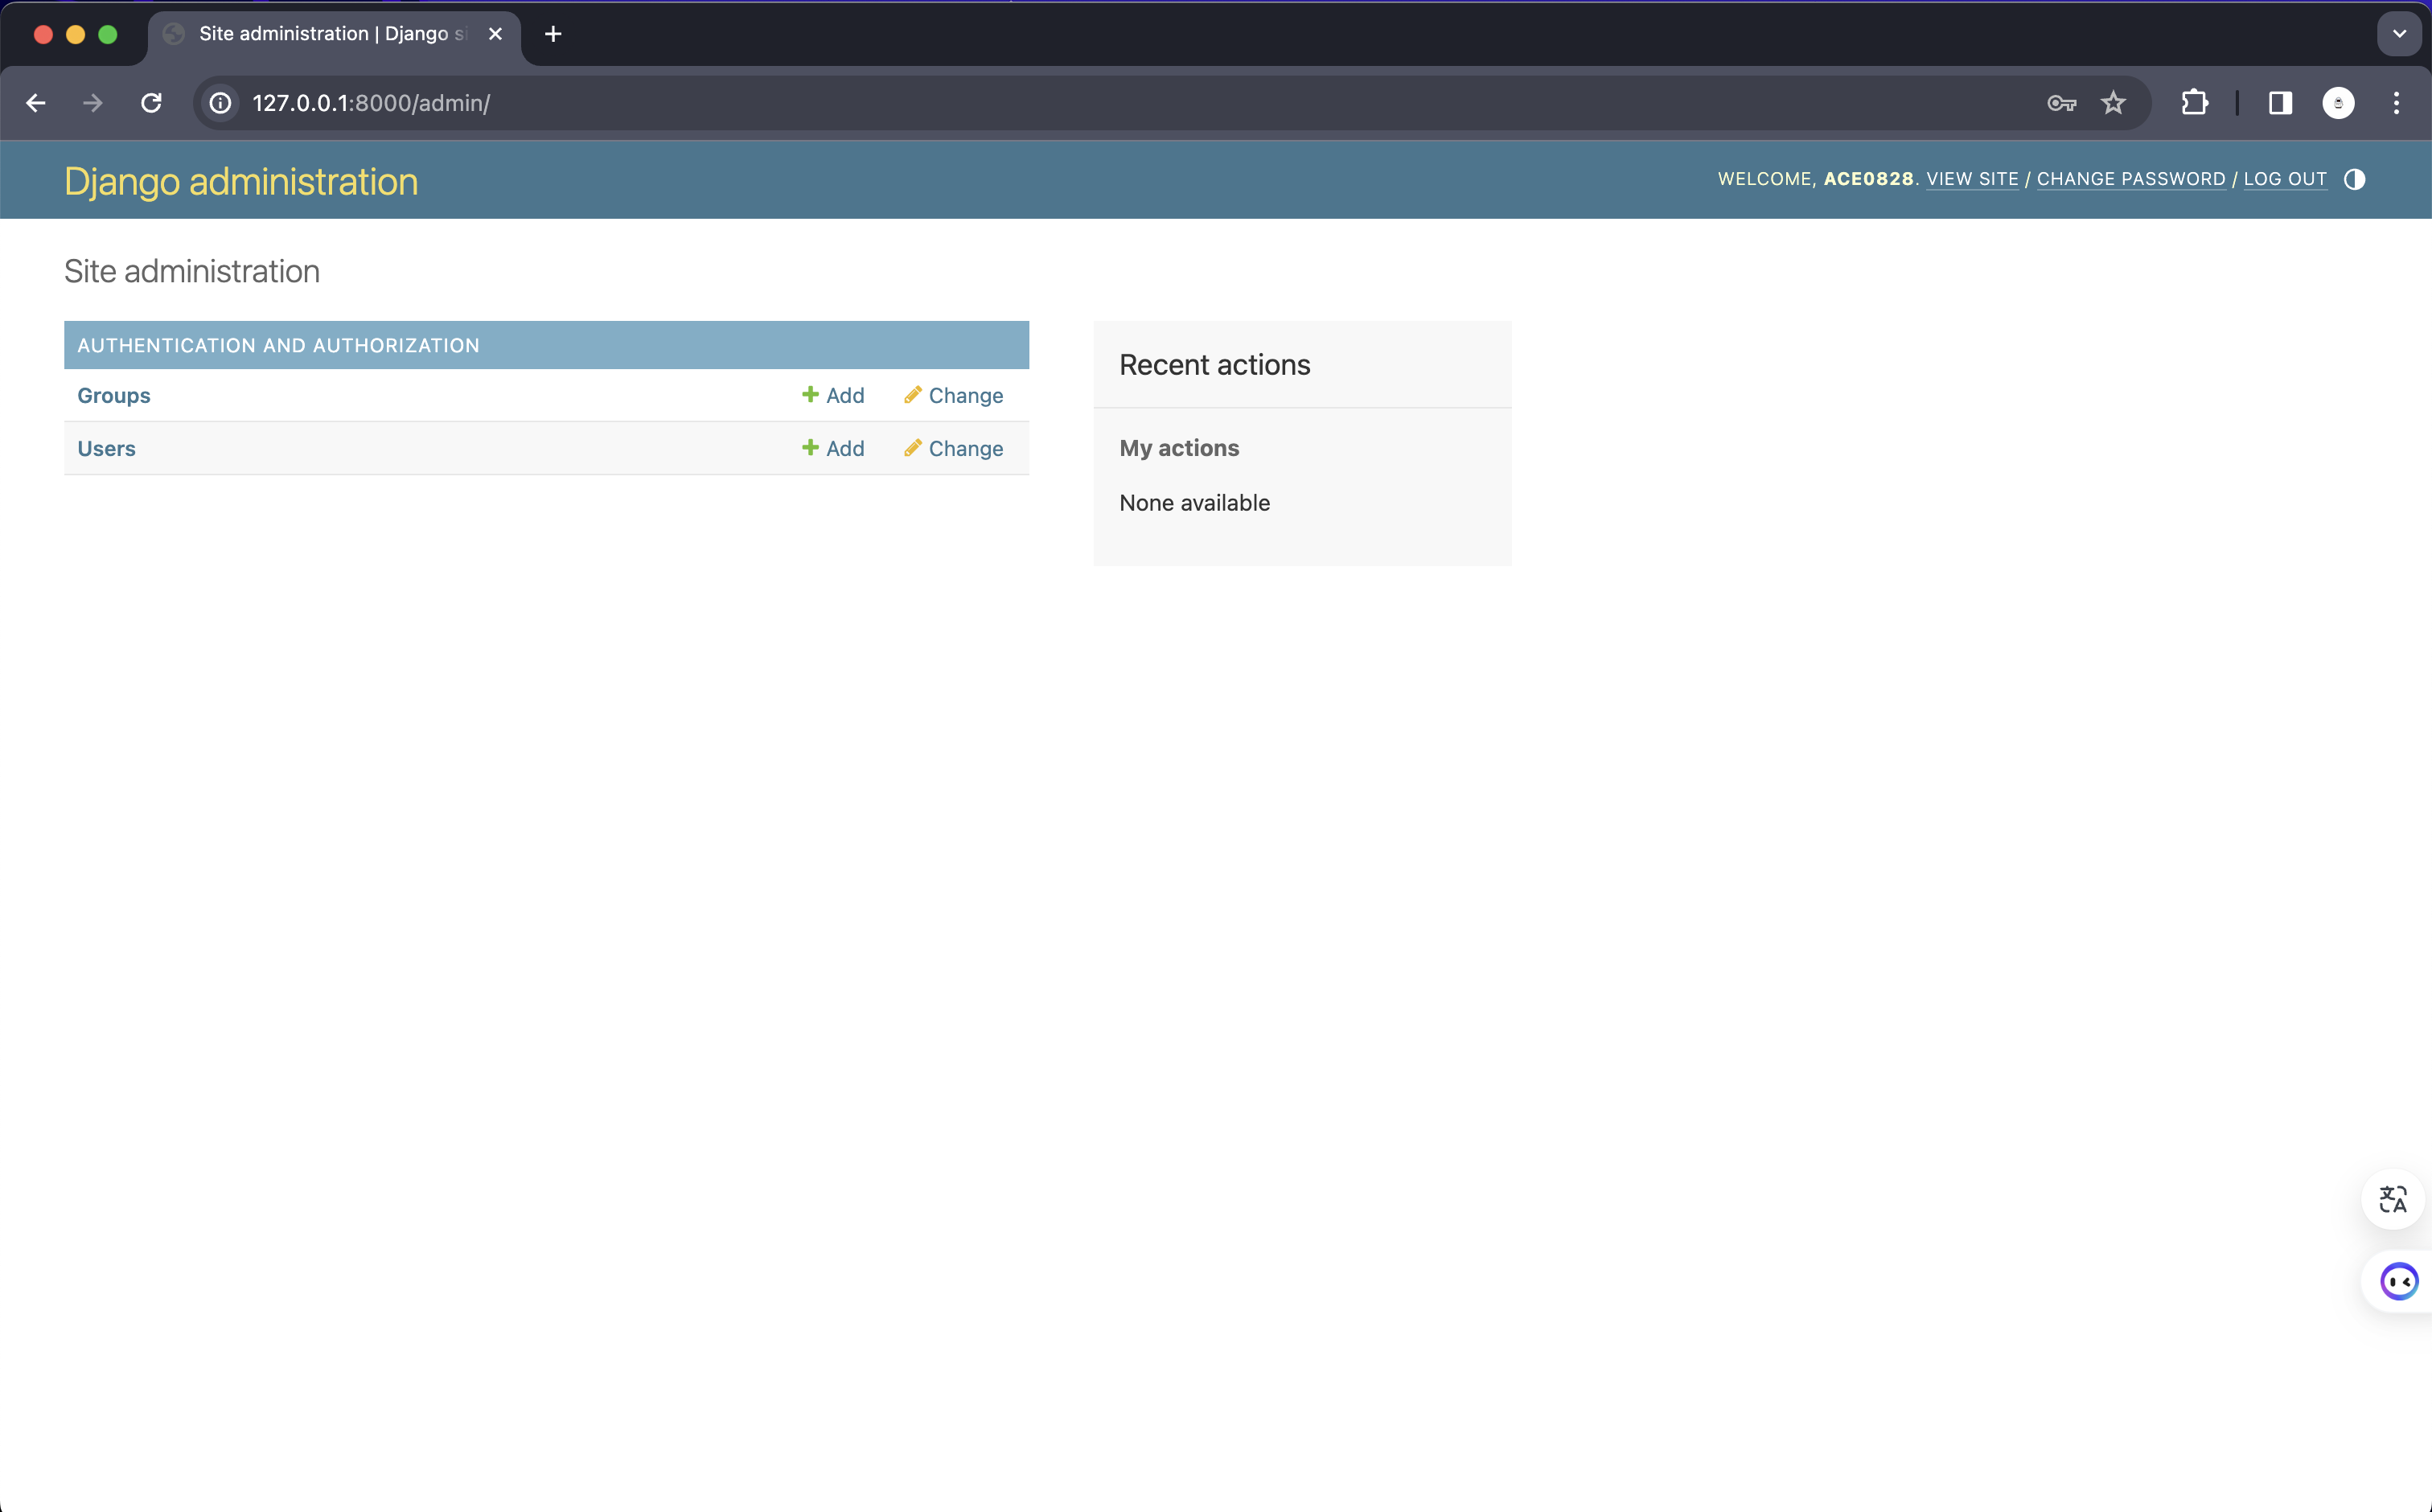 Site administration | Django si
127.0.0.1:8000/admin/
Django administration
WELCOME, ACE0828. VIEW SITE / CHANGE PASSWORD / LOG OUT
Site administration
AUTHENTICATION AND AUTHORIZATION
Groups Add Change
Users Add Change
Recent actions
My actions
None available